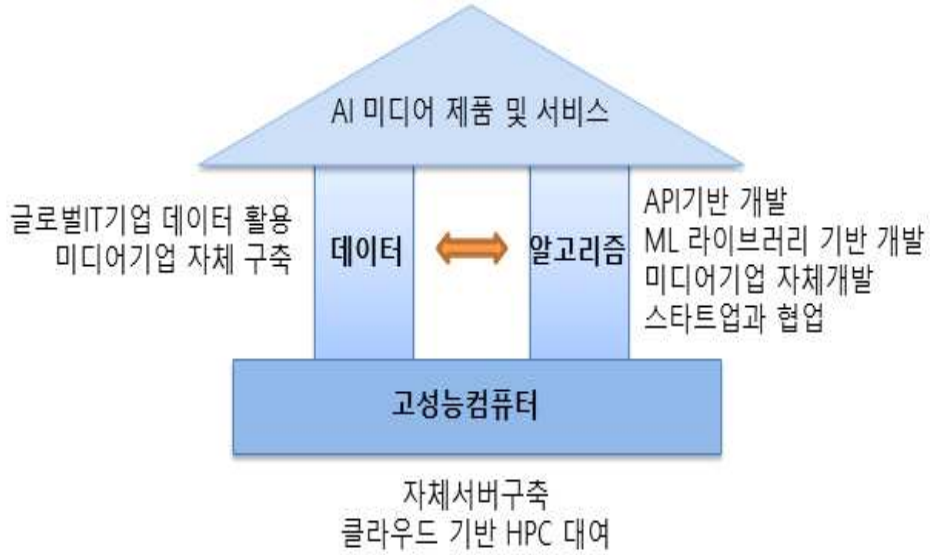 AI 미디어 제품 및 서비스
글로벌IT기업 데이터 활용
미디어기업 자체 구축
데이터
알고리즘
API기반 개발
ML 라이브러리 기반 개발
미디어기업 자체개발
스타트업과 협업
고성능컴퓨터
자체서버구축
클라우드 기반 HPC 대여